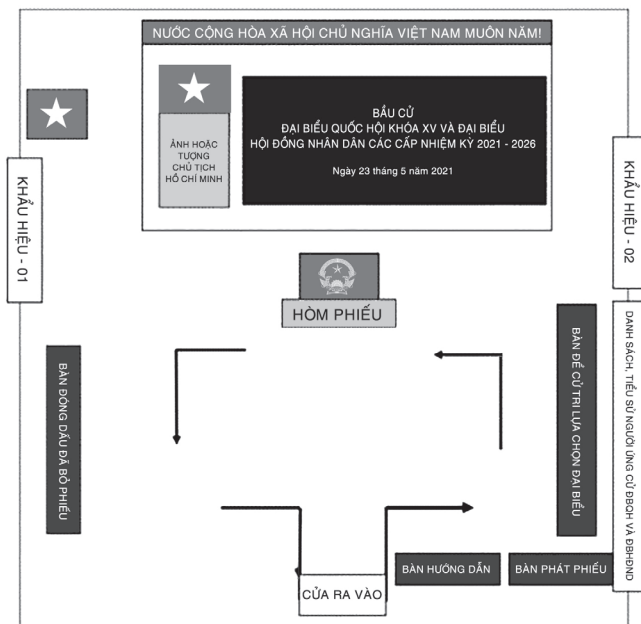 NƯỚC CỘNG HÒA XÃ HỘI CHỦ NGHĨA VIỆT NAM MUÔN NĂM!
ẢNH HOẶC
TƯỢNG
CHỦ TỊCH
HỒ CHÍ MINH
BẦU CỬ
ĐẠI BIỂU QUỐC HỘI KHÓA XV VÀ ĐẠI BIỂU
HỘI ĐỒNG NHÂN DÂN CÁC CẤP NHIỆM KỲ 2021 - 2026
Ngày 23 tháng 5 năm 2021
KHẨU HIỆU - 01
KHẨU HIỆU - 02
HÒM PHIẾU
BÀN ĐÓNG DẤU ĐÃ BỎ PHIẾU
BÀN ĐỂ CỬ TRI LỰA CHỌN ĐẠI BIỂU
DANH SÁCH, TIỂU SỬ NGƯỜI ỨNG CỬ ĐBQH VÀ ĐBHĐND
BÀN HƯỚNG DẪN
BÀN PHÁT PHIẾU
CỬA RA VÀO